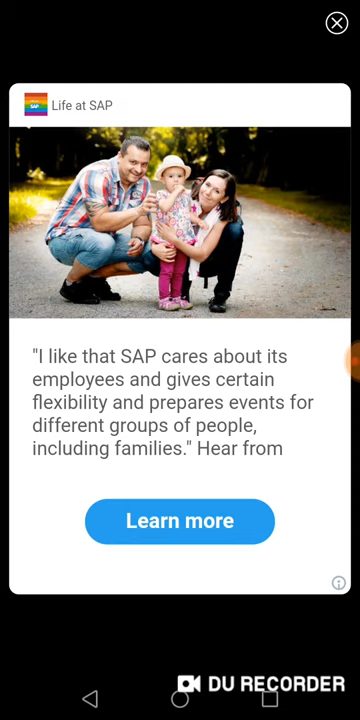 SAP
Life at SAP
"I like that SAP cares about its
employees and gives certain
flexibility and prepares events for
different groups of people,
including families." Hear from
Learn more
DU RECORDER